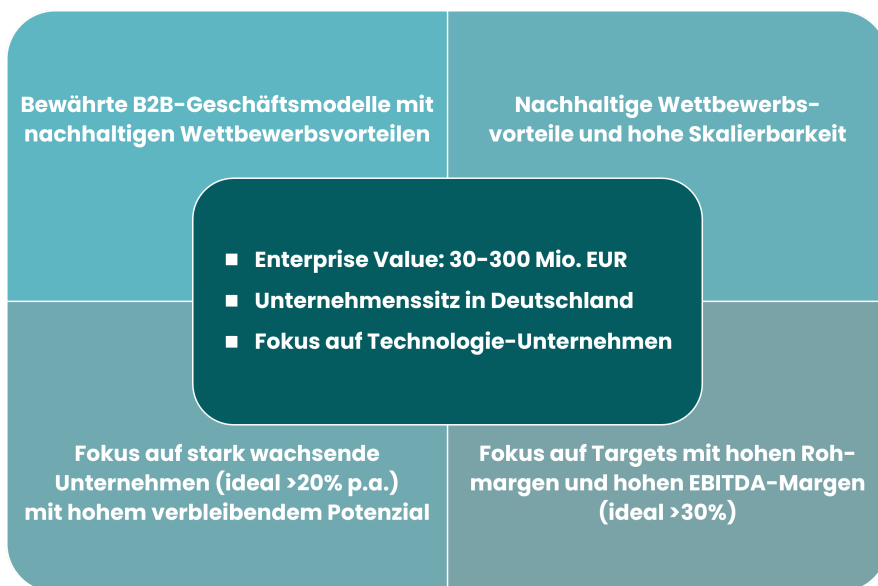 Bewährte B2B-Geschäftsmodelle mit
nachhaltigen Wettbewerbsvorteilen
Nachhaltige Wettbewerbs-
vorteile und hohe Skalierbarkeit
Enterprise Value: 30-300 Mio. EUR
Unternehmenssitz in Deutschland
Fokus auf Technologie-Unternehmen
Fokus auf stark wachsende
Unternehmen (ideal >20% p.a.)
mit hohem verbleibendem Potenzial
Fokus auf Targets mit hohen Roh-
margen und hohen EBITDA-Margen
(ideal >30%)